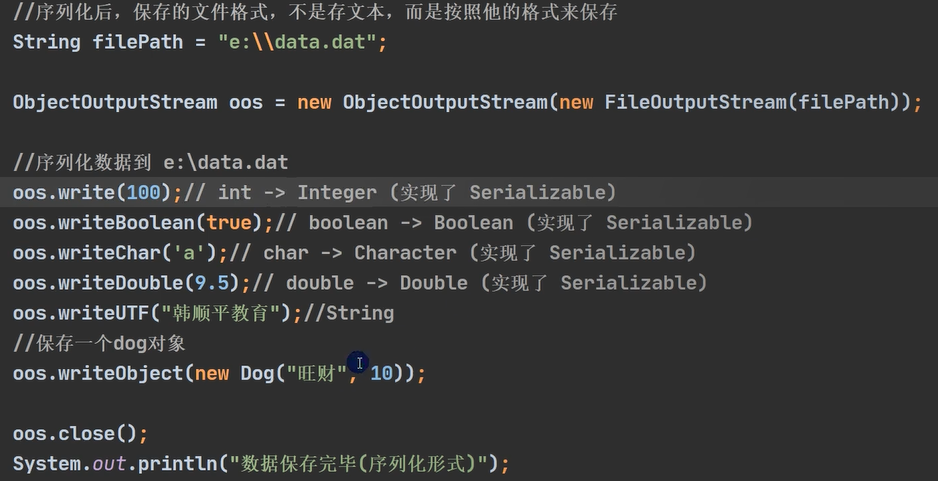 //序列化后，保存的文件格式，不是存文本，而是按照他的格式来保存
String filePath = "e:\\data.dat";
ObjectOutputStream oos = new ObjectOutputStream(new FileOutputStream(filePath));
//序列化数据到 e:\data.dat
oos.write(100);// int -> Integer (实现了 Serializable)
oos.writeBoolean(true);// boolean -> Boolean (实现了 Serializable)
oos.writeChar('a');// char -> Character (实现了 Serializable)
oos.writeDouble(9.5);// double -> Double (实现了 Serializable)
oos.writeUTF("韩顺平教育");//String
//保存一个dog对象
oos.writeObject(new Dog("旺财", 10));
oos.close();
System.out.println("数据保存完毕(序列化形式)");